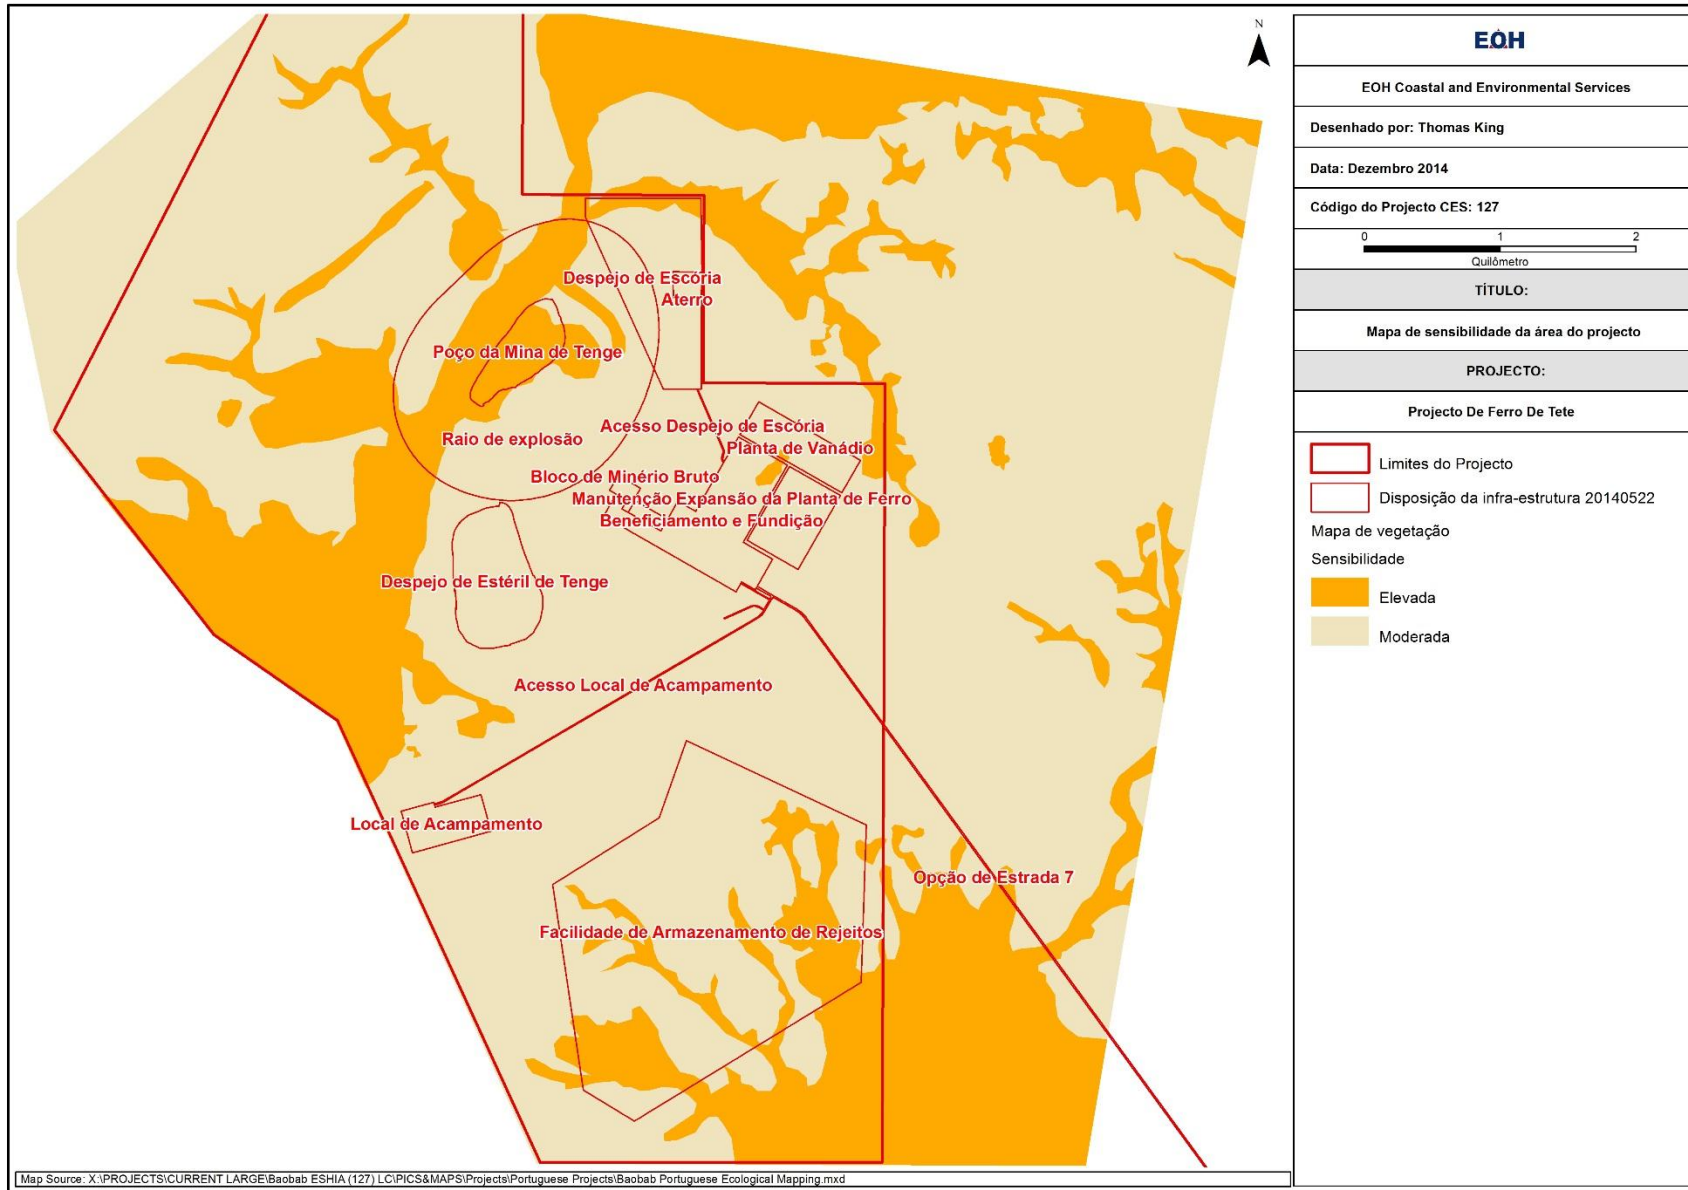 N
Despejo de Escória
Aterro
Poço da Mina de Tenge
Acesso Despejo de Escória
Raio de explosão
Planta de Vanádio
Bloco de Minério Bruto
Manutenção Expansão da Planta de Ferro
Beneficiamento e Fundição
Despejo de Estéril de Tenge
Acesso Local de Acampamento
Local de Acampamento
Opção de Estrada 7
Facilidade de Armazenamento de Rejeitos
Map Source: X:\PROJECTS\CURRENT LARGE\Baobab ESHIA (127) LC\PICS&MAPS\Projects\Portuguese Projects\Baobab Portuguese Ecological Mapping.mxd
EOH
EOH Coastal and Environmental Services
Desenhado por: Thomas King
Data: Dezembro 2014
Código do Projecto CES: 127
0 1 2
Quilômetro
TÍTULO:
Mapa de sensibilidade da área do projecto
PROJECTO:
Projecto De Ferro De Tete
Limites do Projecto
Disposição da infra-estrutura 20140522
Mapa de vegetação
Sensibilidade
Elevada
Moderada